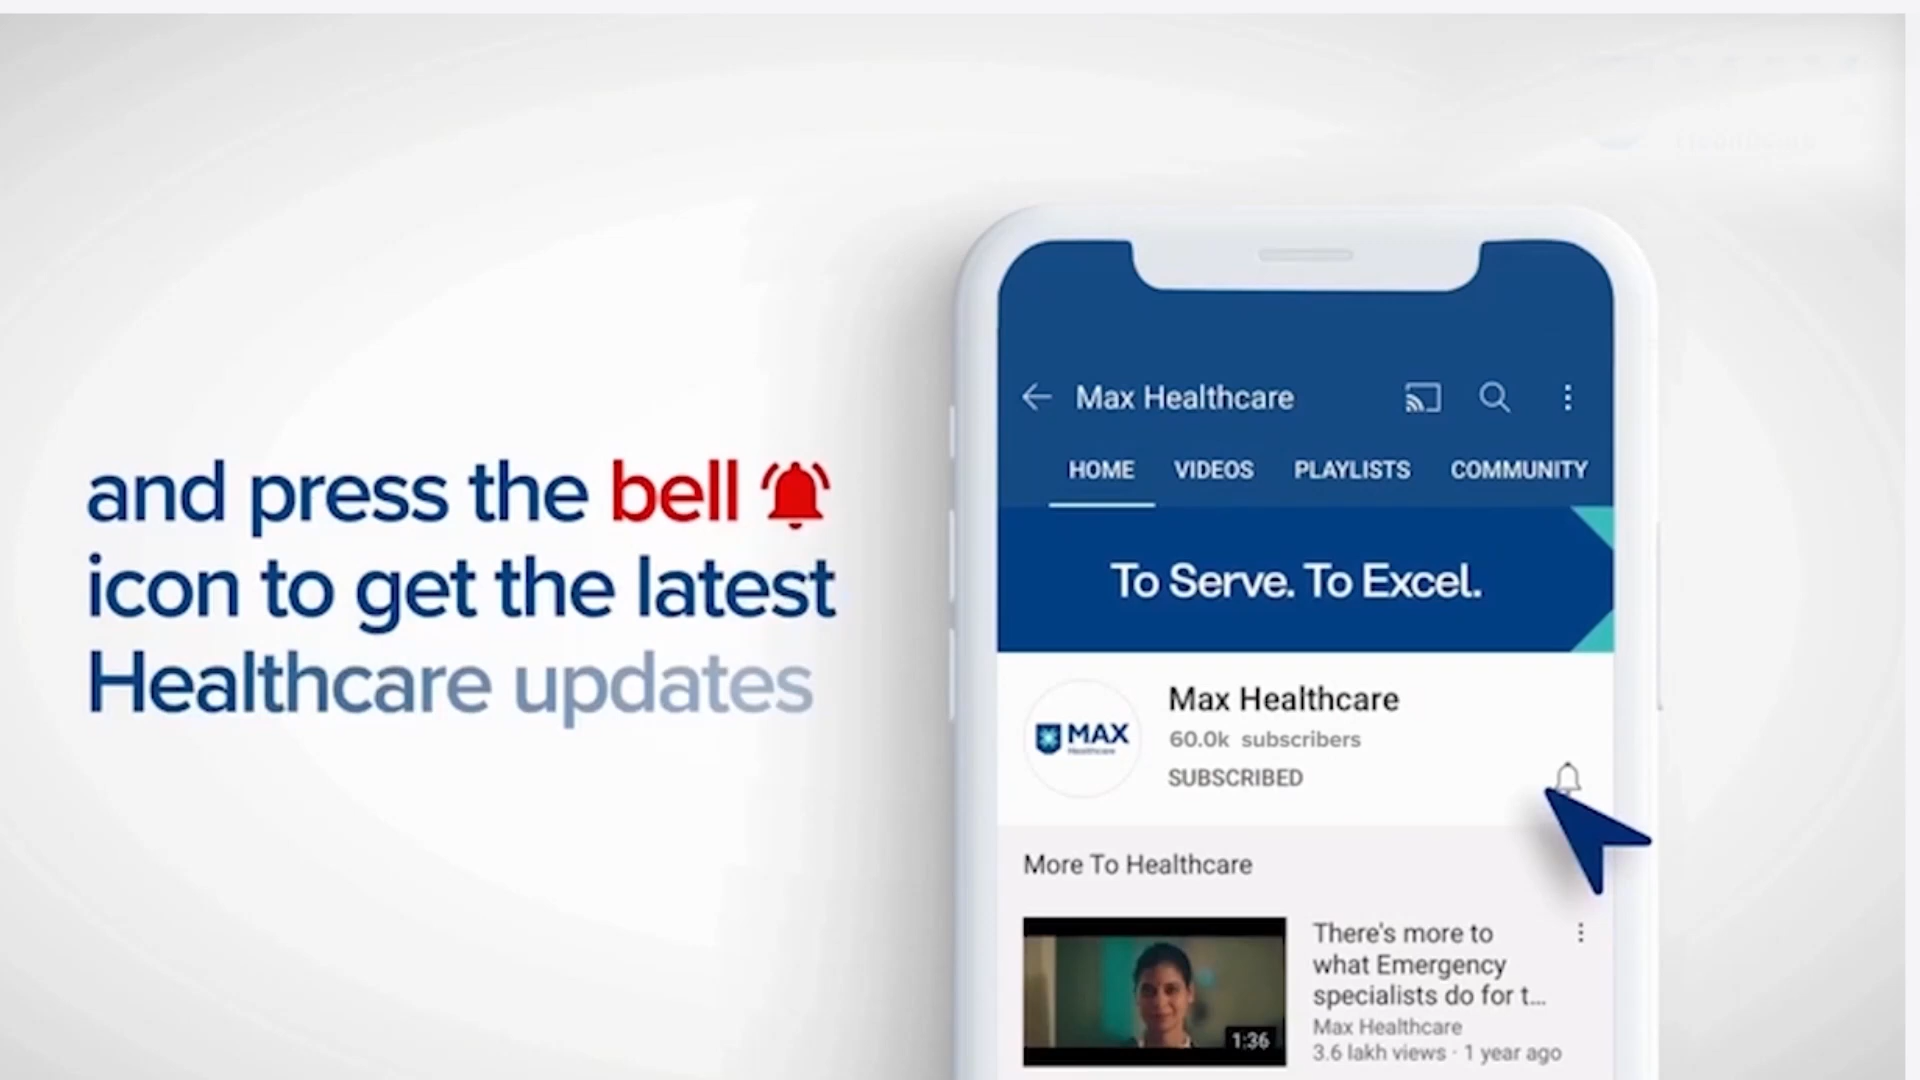 and press the bell
icon to get the latest
Healthcare updates
Max Healthcare
HOME VIDEOS PLAYLISTS COMMUNITY
To Serve. To Excel.
MAX
Healthcare
Max Healthcare
60.0k subscribers
SUBSCRIBED
More To Healthcare
There's more to
what Emergency
specialists do for t...
Max Healthcare
3.6 lakh views · 1 year ago
1:36